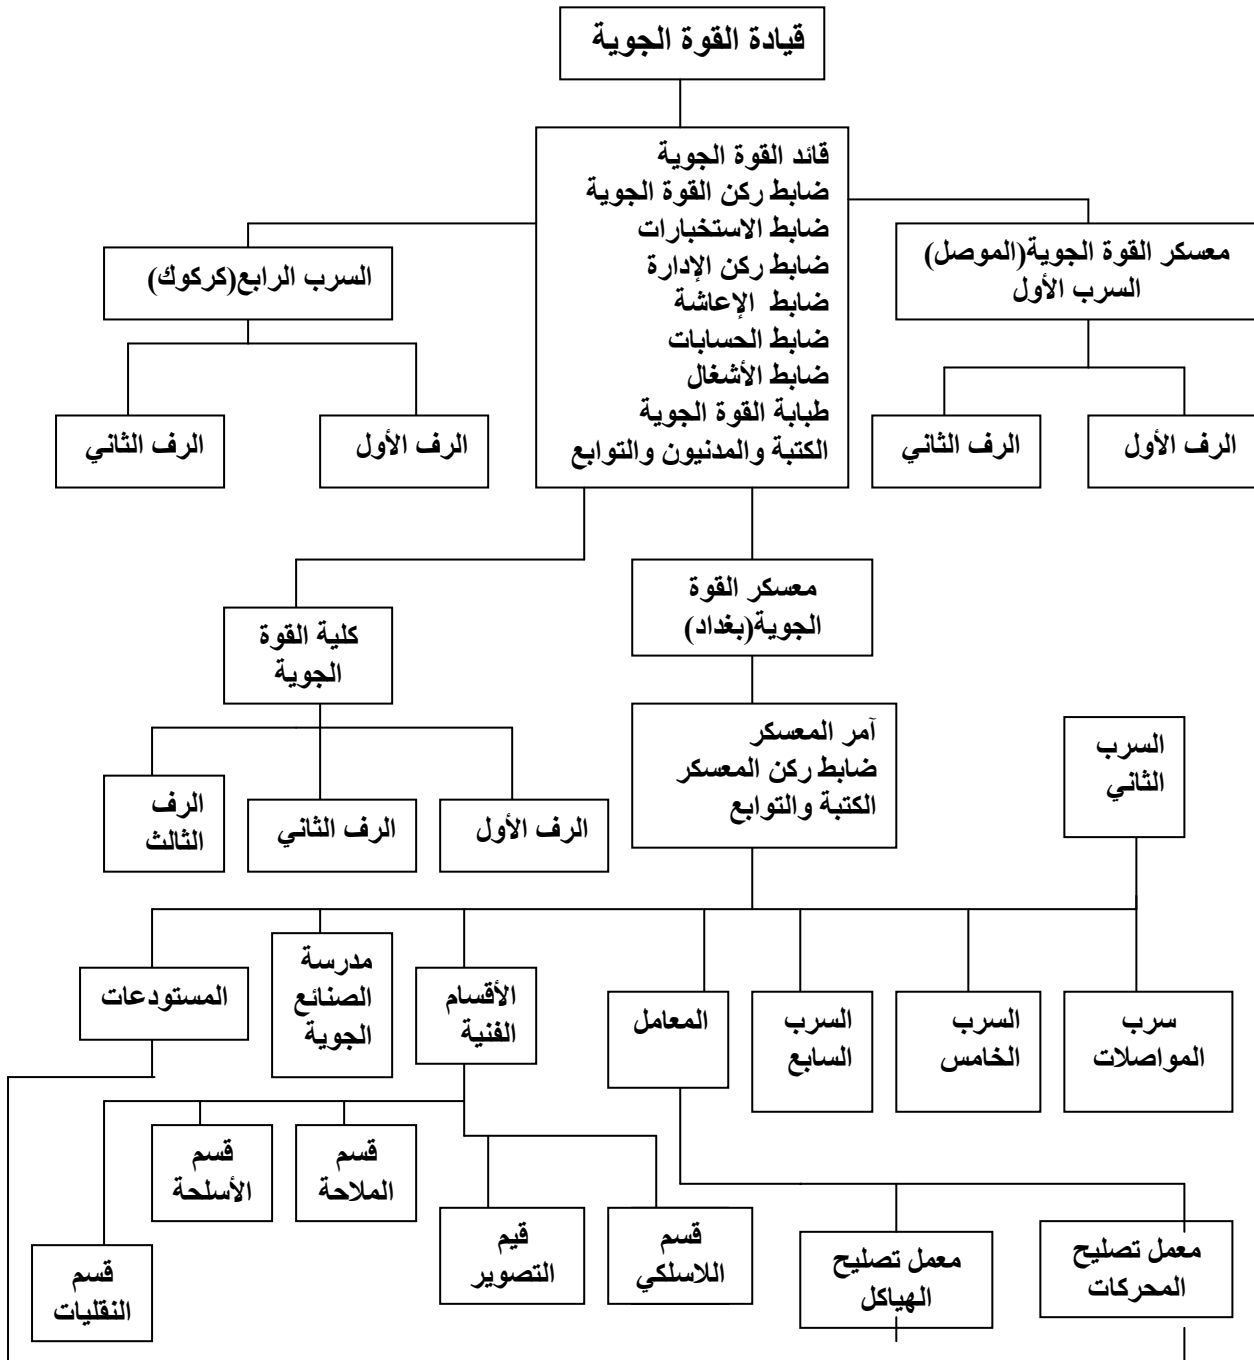 قيادة القوة الجوية
قائد القوة الجوية
ضابط ركن القوة الجوية
ضابط الاستخبارات
ضابط ركن الإدارة
ضابط الإعاشة
ضابط الحسابات
ضابط الأشغال
طبابة القوة الجوية
الكتبة والمدنيون والتوابع
معسكر القوة الجوية(الموصل)
السرب الأول
السرب الرابع(كركوك)
الرف الأول
الرف الثاني
الرف الأول
الرف الثاني
معسكر القوة
الجوية(بغداد)
كلية القوة
الجوية
آمر المعسكر
ضابط ركن المعسكر
الكتبة والتوابع
السرب
الثاني
الرف الأول
الرف الثاني
الرف
الثالث
سرب
المواصلات
السرب
الخامس
السرب
السابع
المعامل
الأقسام
الفنية
مدرسة
الصنائع
الجوية
المستودعات
معمل تصليح
المحركات
معمل تصليح
الهياكل
قسم
اللاسلكي
قيم
التصوير
قسم
الملاحة
قسم
الأسلحة
قسم
النقليات